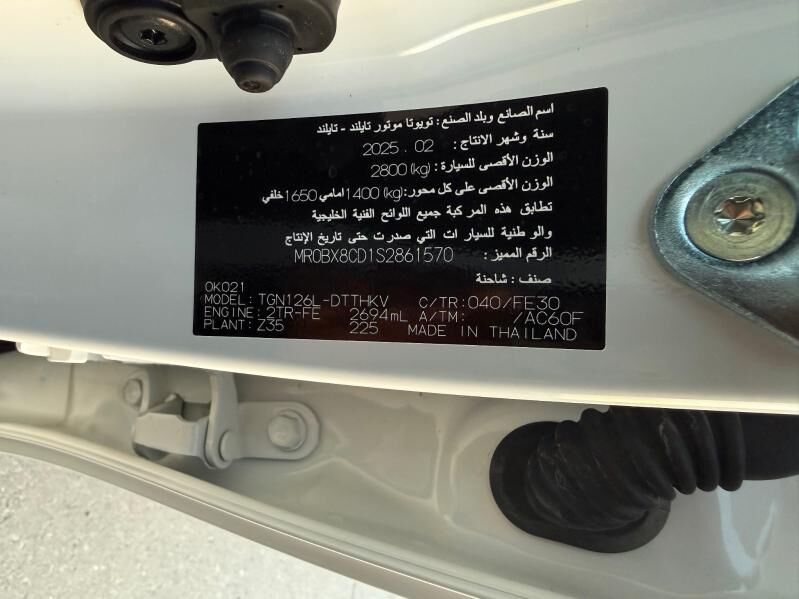 اسم الصانع وبلد الصنع: تويوتا موتور تايلند - تايلند
سنة وشهر الانتاج: 2025 . 02
الوزن الأقصى للسيارة: 2800 (kg)
الوزن الأقصى على كل محور: (kg) 1400 امامي 1650 خلفي
تطابق هذه المركبة جميع اللوائح الفنية الخليجية
والوطنية للسيارات التي صدرت حتى تاريخ الإنتاج
الرقم المميز: MR0BX8CD1S2861570
صنف: شاحنة
0K021
MODEL: TGN126L-DTTHKV C/TR: 040/FE30
ENGINE: 2TR-FE 2694mL A/TM: /AC60F
PLANT: Z35 225 MADE IN THAILAND